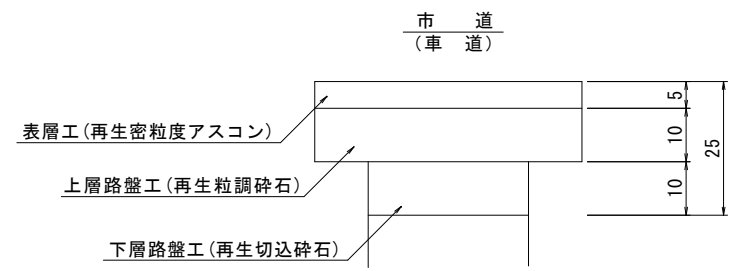 市　道
(車　道)
表層工(再生密粒度アスコン)
上層路盤工(再生粒調砕石)
下層路盤工(再生切込砕石)
5
10
10
25